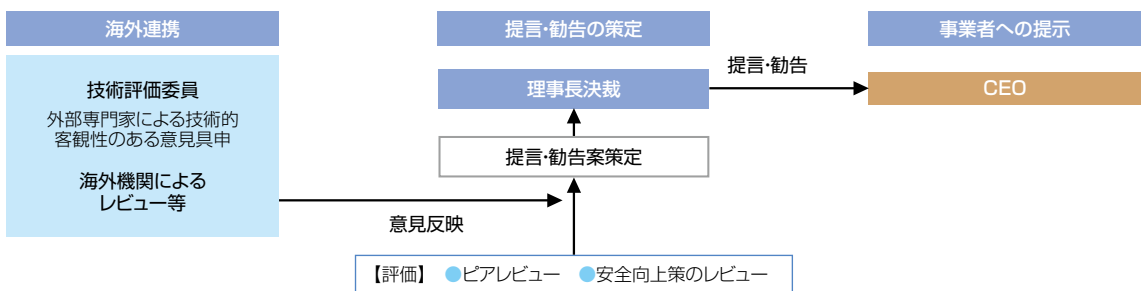 海外連携
提言・勧告の策定
事業者への提示
技術評価委員
外部専門家による技術的
客観性のある意見具申
海外機関による
レビュー等
理事長決裁
提言・勧告
CEO
提言・勧告案策定
意見反映
【評価】 ●ピアレビュー ●安全向上策のレビュー